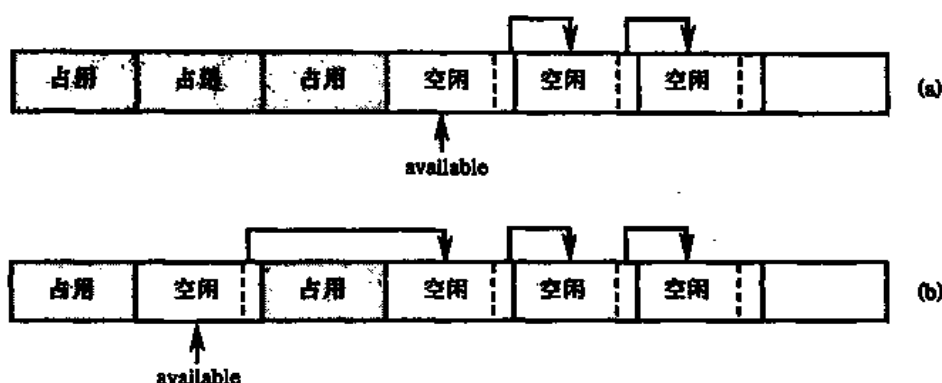 占用 占用 占用 空闲 空闲 空闲 (a)
available
占用 空闲 占用 空闲 空闲 空闲 (b)
available